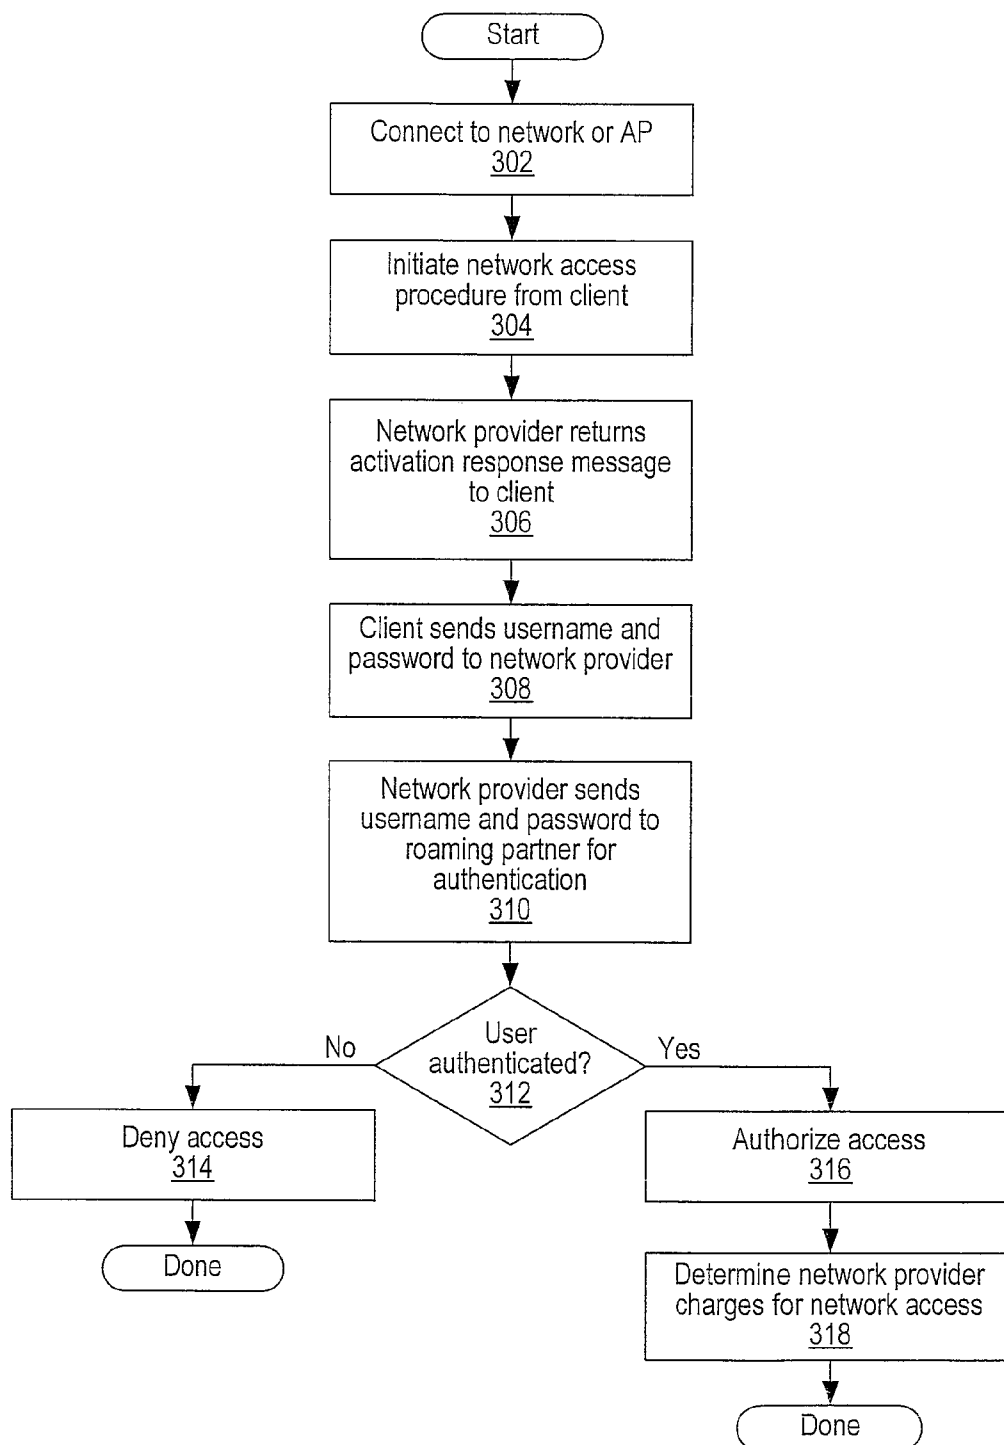 Start
Connect to network or AP
302
Initiate network access
procedure from client
304
Network provider returns
activation response message
to client
306
Client sends username and
password to network provider
308
Network provider sends
username and password to
roaming partner for
authentication
310
User
authenticated?
312
No
Yes
Deny access
314
Done
Authorize access
316
Determine network provider
charges for network access
318
Done